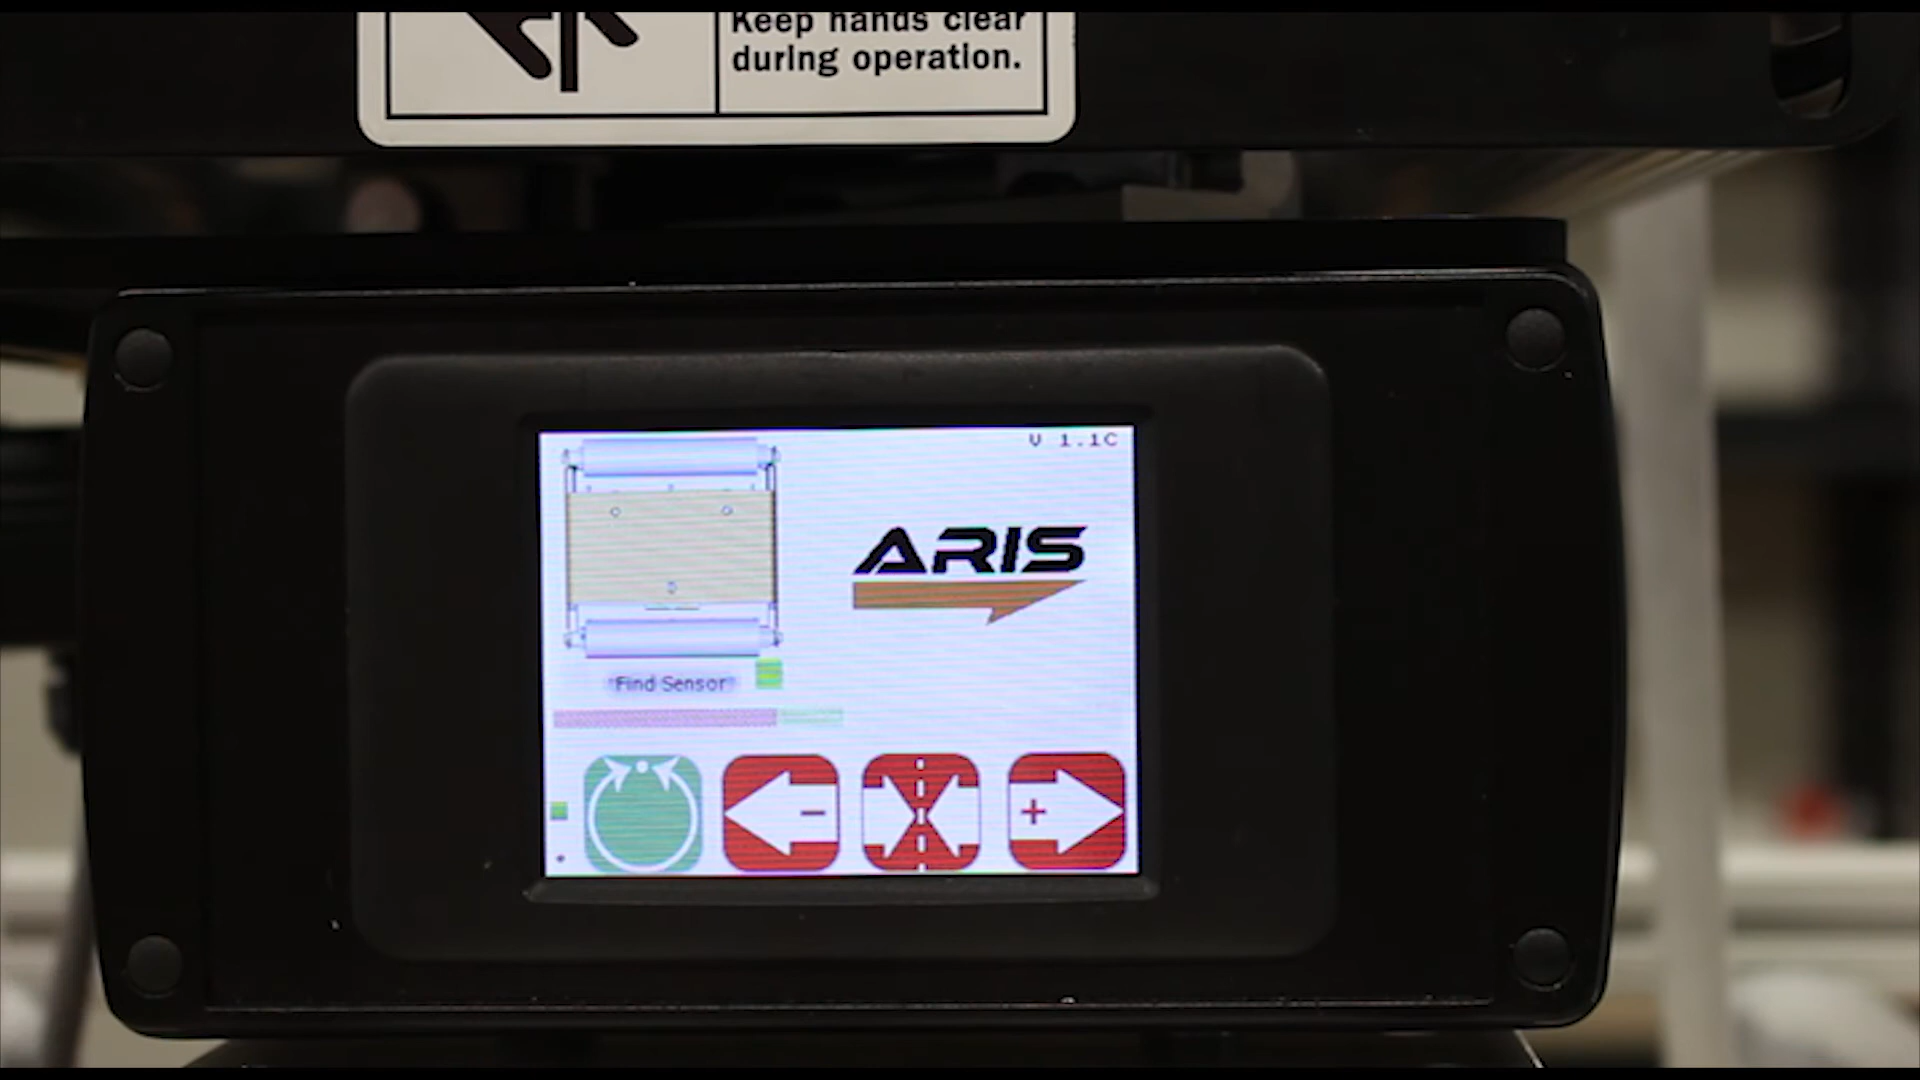 Keep hands clear
during operation.
V 1.1C
ARIS
Find Sensor
- +